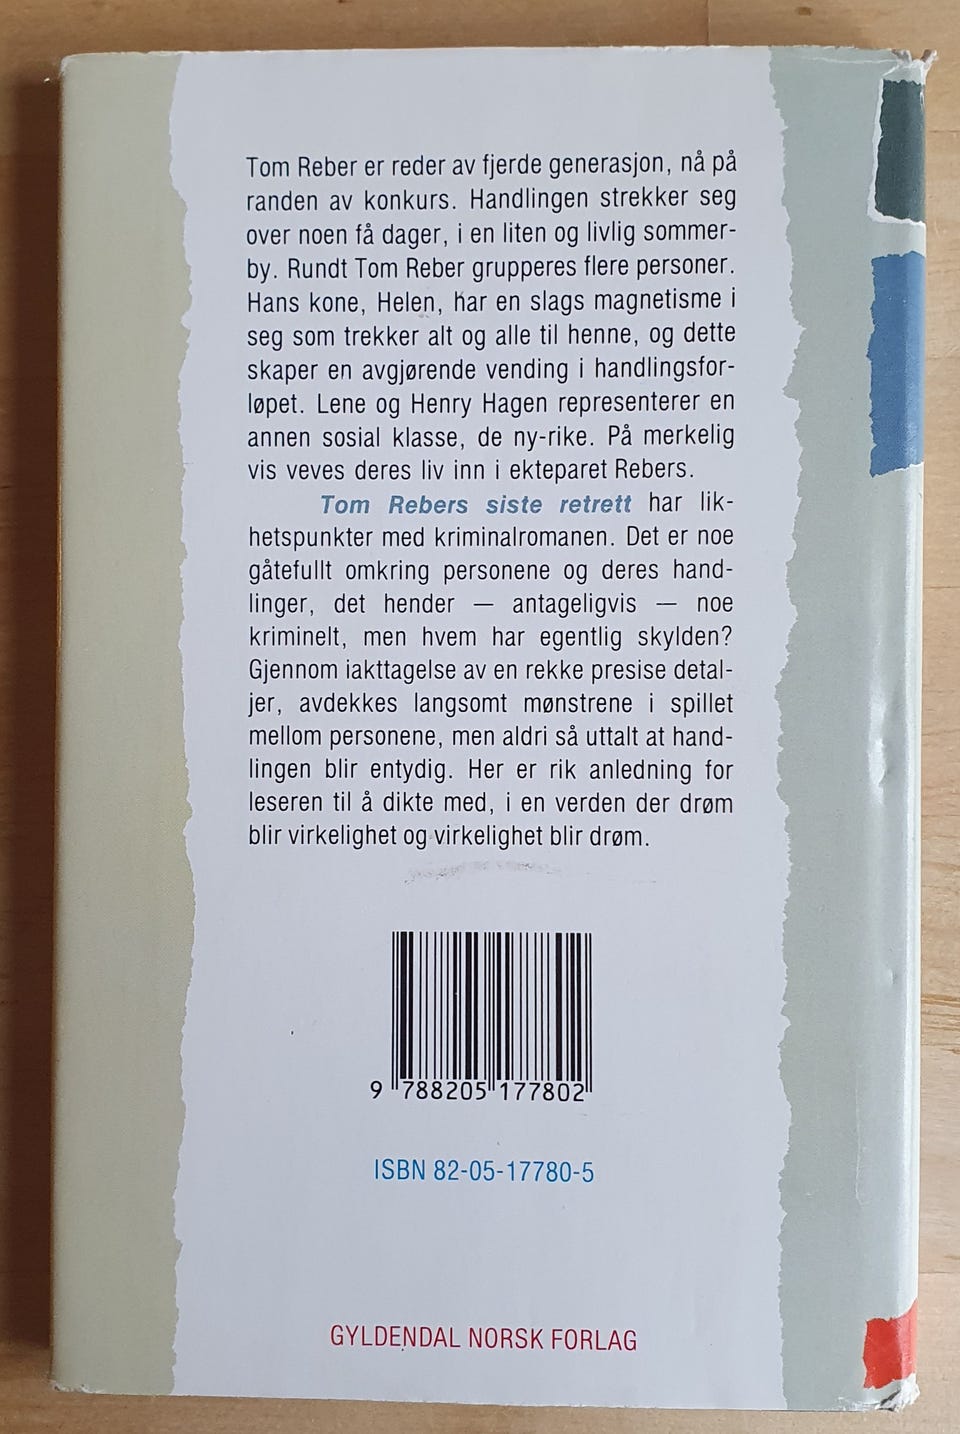 Tom Reber er reder av fjerde generasjon, nå på
randen av konkurs. Handlingen strekker seg
over noen få dager, i en liten og livlig sommer-
by. Rundt Tom Reber grupperes flere personer.
Hans kone, Helen, har en slags magnetisme i
seg som trekker alt og alle til henne, og dette
skaper en avgjørende vending i handlingsfor-
løpet. Lene og Henry Hagen representerer en
annen sosial klasse, de ny-rike. På merkelig
vis veves deres liv inn i ekteparet Rebers.
Tom Rebers siste retrett har lik-
hetspunkter med kriminalromanen. Det er noe
gåtefullt omkring personene og deres hand-
linger, det hender — antageligvis — noe
kriminelt, men hvem har egentlig skylden?
Gjennom iakttagelse av en rekke presise detal-
jer, avdekkes langsomt mønstrene i spillet
mellom personene, men aldri så uttalt at hand-
lingen blir entydig. Her er rik anledning for
leseren til å dikte med, i en verden der drøm
blir virkelighet og virkelighet blir drøm.
9 788205 177802
ISBN 82-05-17780-5
GYLDENDAL NORSK FORLAG